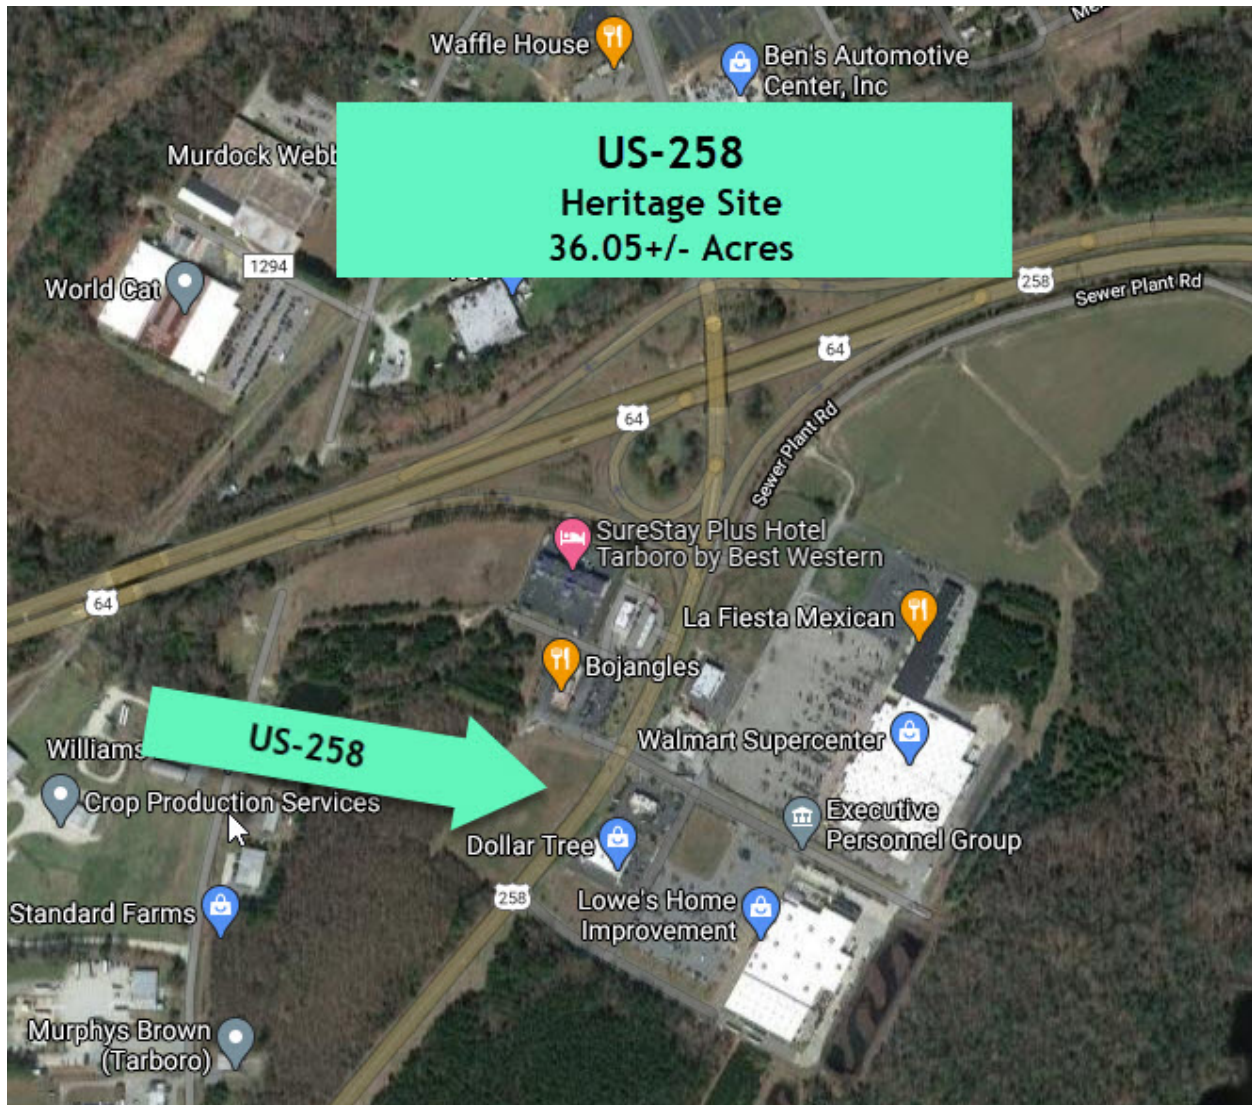 Waffle House
Ben's Automotive
Center, Inc
Mer
US-258
Heritage Site
36.05+/- Acres
Murdock Webb
1294
World Cat
258
Sewer Plant Rd
64
64
Sewer Plant Rd
SureStay Plus Hotel
Tarboro by Best Western
64
La Fiesta Mexican
Bojangles
US-258
Williams
Walmart Supercenter
Crop Production Services
Executive
Personnel Group
Dollar Tree
258
Lowe's Home
Improvement
Standard Farms
Murphys Brown
(Tarboro)